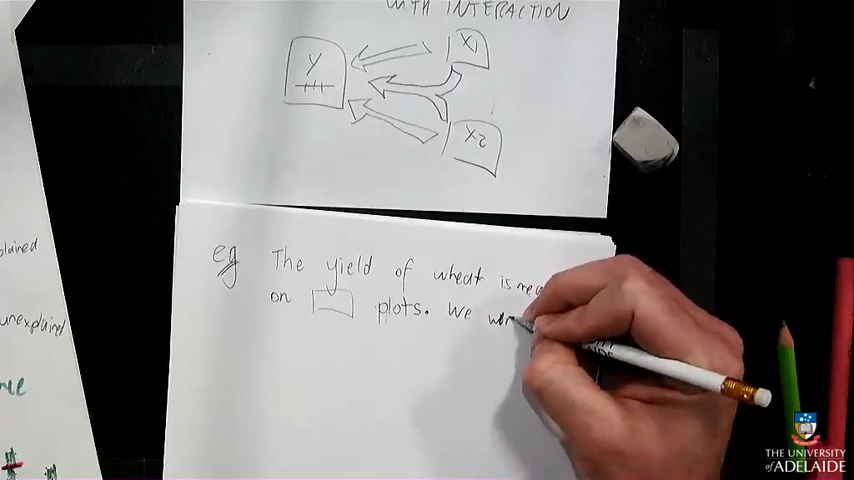 WITH INTERACTION
Y
X1
X2
eg The yield of wheat is mea
on plots. We
plained
unexplained
THE UNIVERSITY
of ADELAIDE